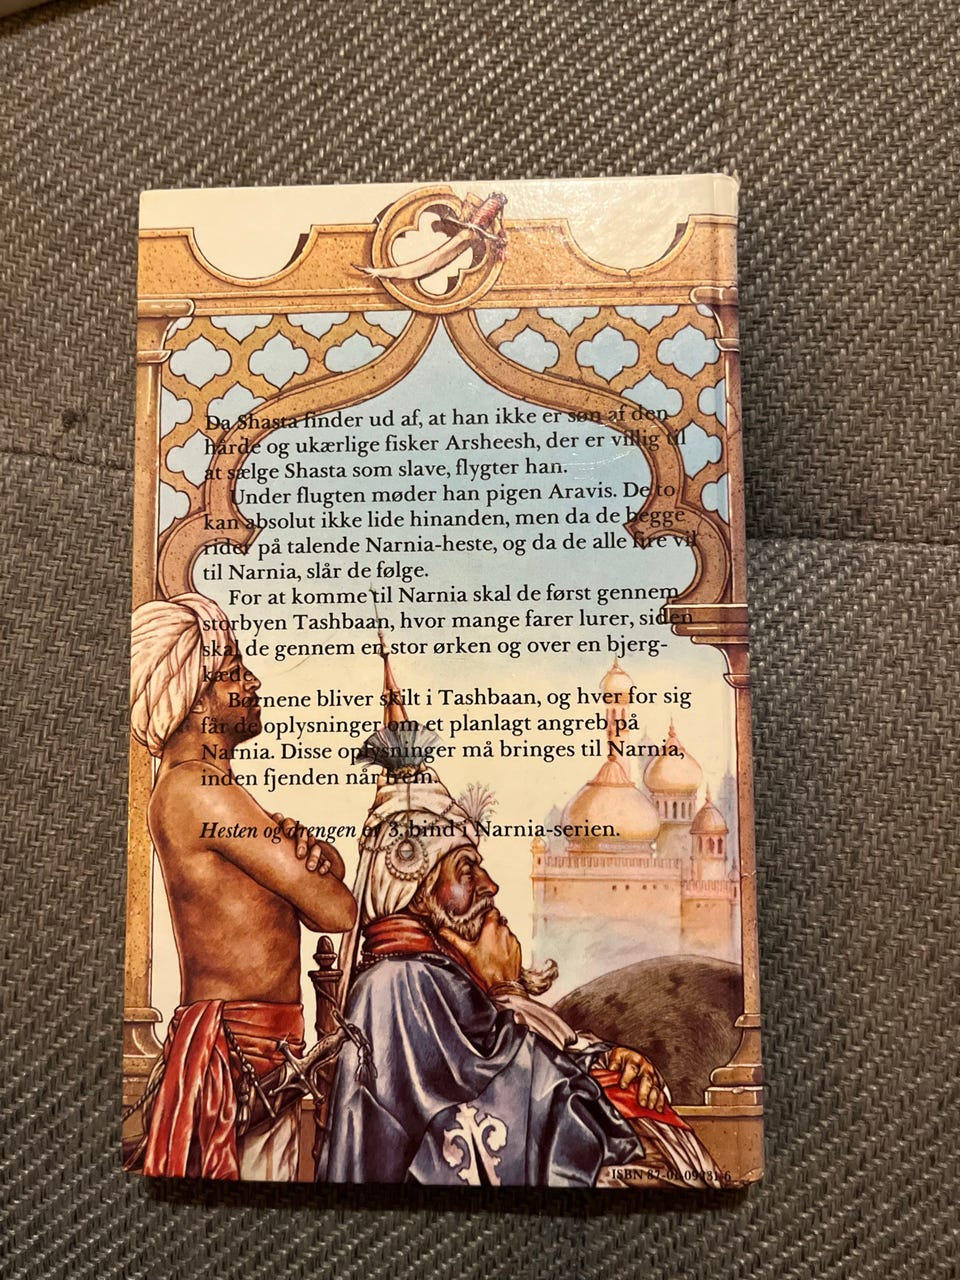 Da Shasta finder ud af, at han ikke er søn af den
hårde og ukærlige fisker Arsheesh, der er villig til
at sælge Shasta som slave, flygter han.
Under flugten møder han pigen Aravis. De to
kan absolut ikke lide hinanden, men da de begge
rider på talende Narnia-heste, og da de alle fire vil
til Narnia, slår de følge.
For at komme til Narnia skal de først gennem
storbyen Tashbaan, hvor mange farer lurer, siden
skal de gennem en stor ørken og over en bjerg-
kæde.
Børnene bliver skilt i Tashbaan, og hver for sig
får de oplysninger om et planlagt angreb på
Narnia. Disse oplysninger må bringes til Narnia,
inden fjenden når frem.
Hesten og drengen er 3. bind i Narnia-serien.
ISBN